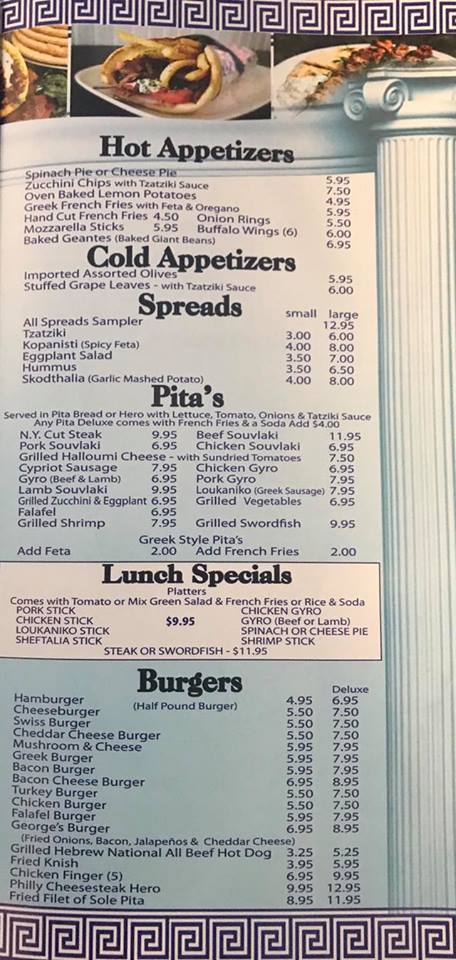 Hot Appetizers
Spinach Pie or Cheese Pie 5.95
Zucchini Chips with Tzatziki Sauce 7.50
Oven Baked Lemon Potatoes 4.95
Greek French Fries with Feta & Oregano 5.95
Hand Cut French Fries 4.50 Onion Rings 5.50
Mozzarella Sticks 5.95 Buffalo Wings (6) 6.00
Baked Geantes (Baked Giant Beans) 6.95
Cold Appetizers
Imported Assorted Olives 5.95
Stuffed Grape Leaves - with Tzatziki Sauce 6.00
Spreads
small large
All Spreads Sampler 12.95
Tzatziki 3.00 6.00
Kopanisti (Spicy Feta) 4.00 8.00
Eggplant Salad 3.50 7.00
Hummus 3.50 6.50
Skodthalia (Garlic Mashed Potato) 4.00 8.00
Pita's
Served in Pita Bread or Hero with Lettuce, Tomato, Onions & Tatziki Sauce
Any Pita Deluxe comes with French Fries & a Soda Add $4.00
N.Y. Cut Steak 9.95 Beef Souvlaki 11.95
Pork Souvlaki 6.95 Chicken Souvlaki 6.95
Grilled Halloumi Cheese - with Sundried Tomatoes 7.50
Cypriot Sausage 7.95 Chicken Gyro 6.95
Gyro (Beef & Lamb) 6.95 Pork Gyro 7.95
Lamb Souvlaki 9.95 Loukaniko (Greek Sausage) 7.95
Grilled Zucchini & Eggplant 6.95 Grilled Vegetables 6.95
Falafel 6.95
Grilled Shrimp 7.95 Grilled Swordfish 9.95
Greek Style Pita's
Add Feta 2.00 Add French Fries 2.00
Lunch Specials
Platters
Comes with Tomato or Mix Green Salad & French Fries or Rice & Soda
PORK STICK CHICKEN GYRO
CHICKEN STICK $9.95 GYRO (Beef or Lamb)
LOUKANIKO STICK SPINACH OR CHEESE PIE
SHEFTALIA STICK SHRIMP STICK
STEAK OR SWORDFISH - $11.95
Burgers
Deluxe
Hamburger (Half Pound Burger) 4.95 6.95
Cheeseburger 5.50 7.50
Swiss Burger 5.50 7.50
Cheddar Cheese Burger 5.50 7.50
Mushroom & Cheese 5.95 7.95
Greek Burger 5.95 7.95
Bacon Burger 5.95 7.95
Bacon Cheese Burger 6.95 8.95
Turkey Burger 5.50 7.50
Chicken Burger 5.50 7.50
Falafel Burger 5.95 7.95
George's Burger 6.95 8.95
(Fried Onions, Bacon, Jalapeños & Cheddar Cheese)
Grilled Hebrew National All Beef Hot Dog 3.25 5.25
Fried Knish 3.95 5.95
Chicken Finger (5) 6.95 9.95
Philly Cheesesteak Hero 9.95 12.95
Fried Filet of Sole Pita 8.95 11.95